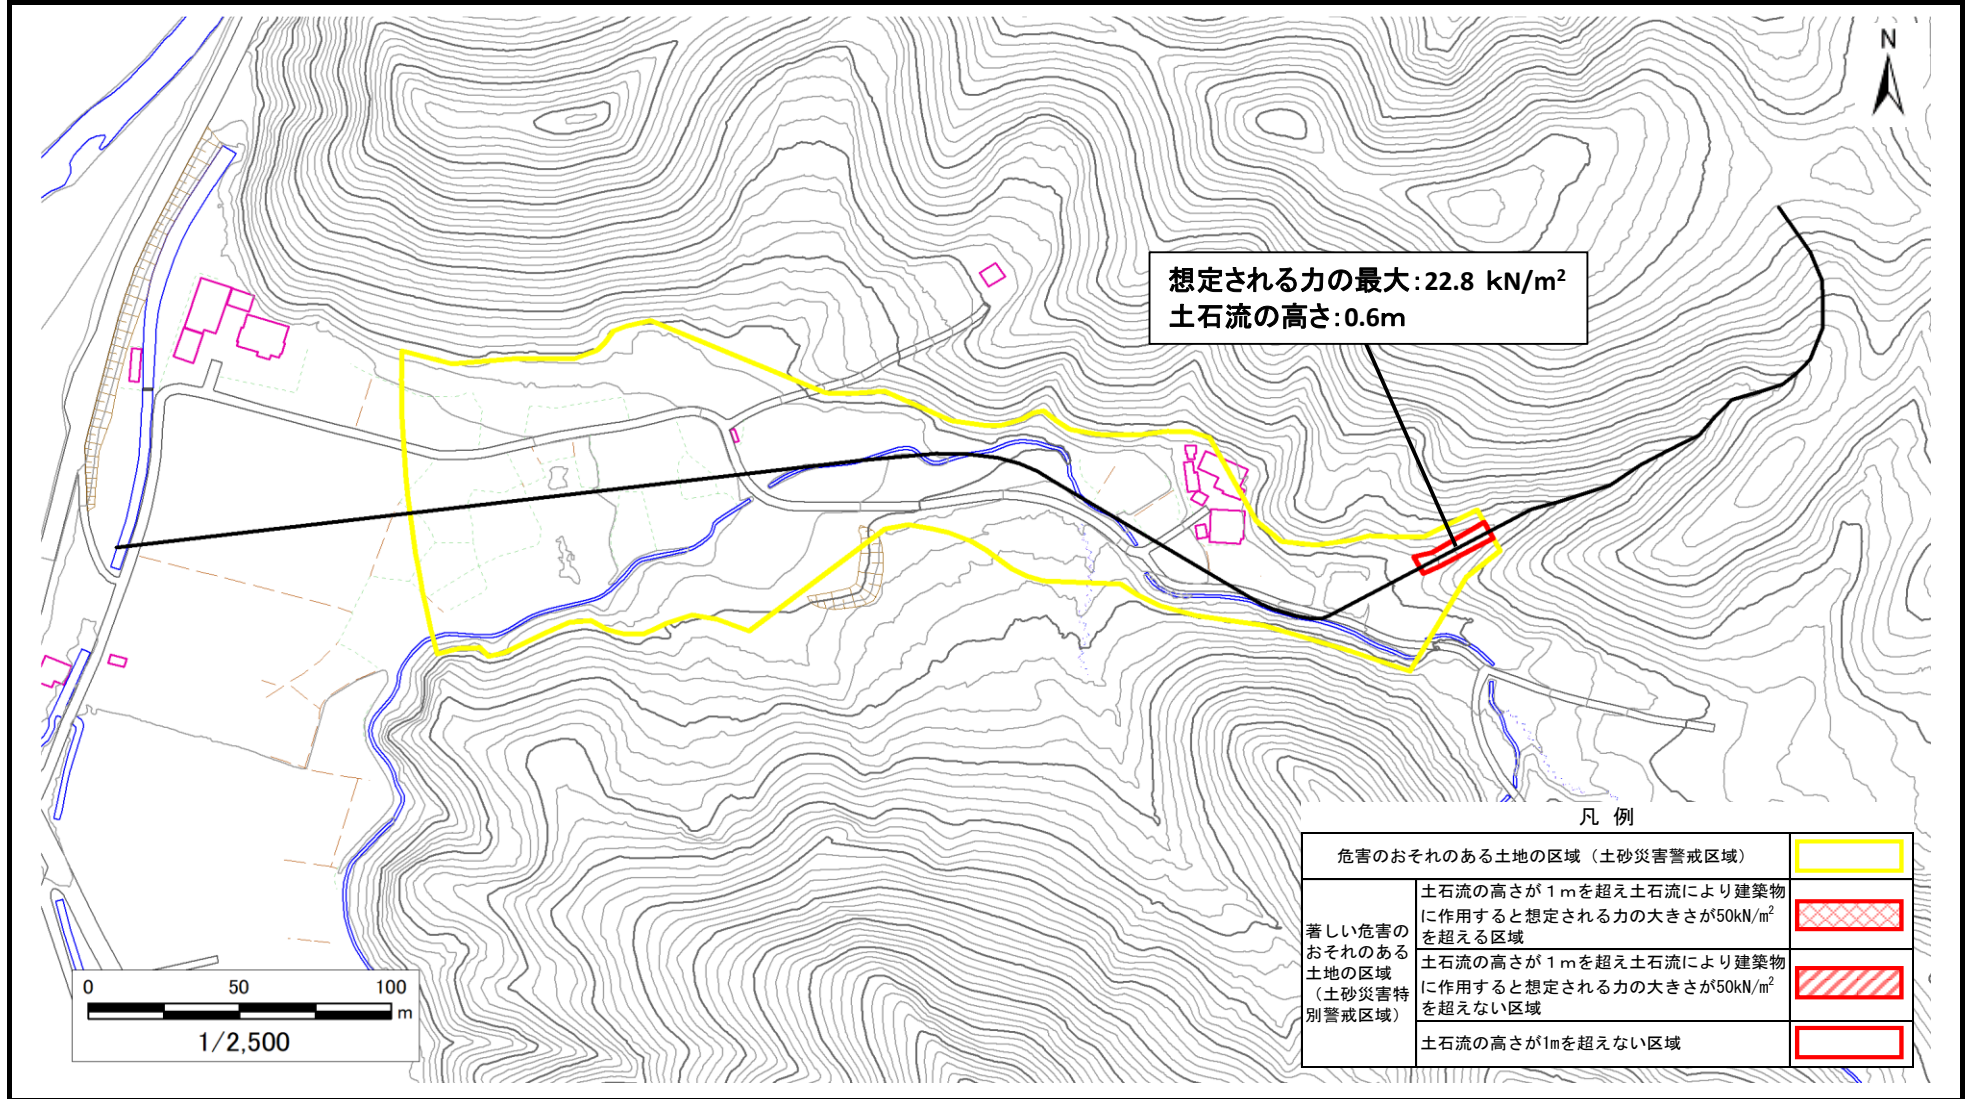 N
想定される力の最大:22.8 kN/m²
土石流の高さ:0.6m
凡 例
危害のおそれのある土地の区域（土砂災害警戒区域）
著しい危害の
おそれのある
土地の区域
（土砂災害特
別警戒区域）
土石流の高さが１ｍを超え土石流により建築物
に作用すると想定される力の大きさが50kN/㎡
を超える区域
土石流の高さが１ｍを超え土石流により建築物
に作用すると想定される力の大きさが50kN/㎡
を超えない区域
土石流の高さが1mを超えない区域
0 50 100
m
1/2,500